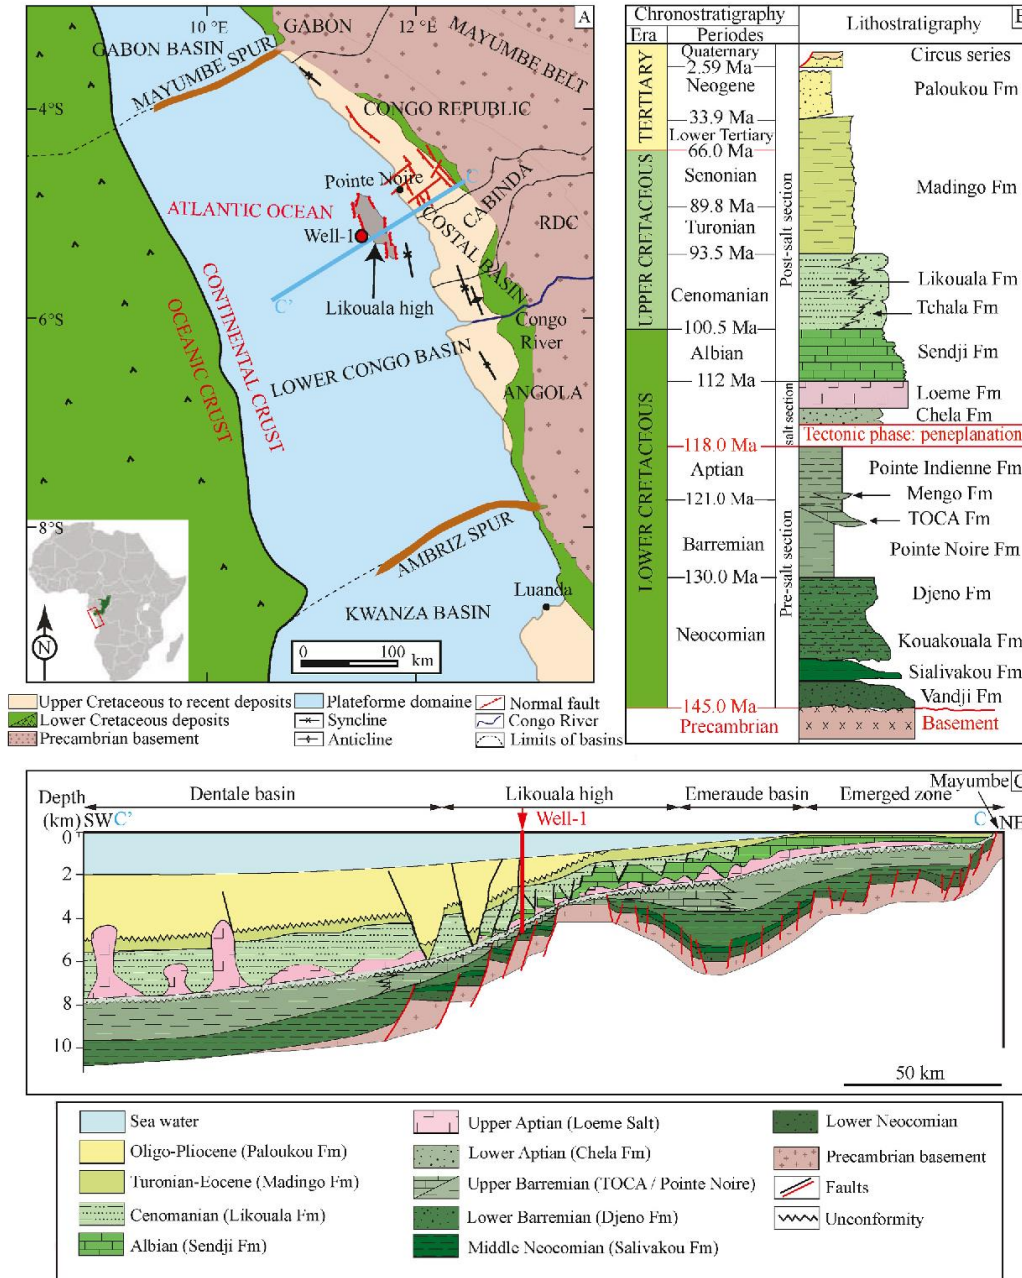 A
10 °E
12 °E
GABON BASIN
GABON
MAYUMBE SPUR
MAYUMBE BELT
4°S
CONGO REPUBLIC
Pointe Noire
C
ATLANTIC OCEAN
Well-1
CABINDA
COSTAL BASIN
RDC
C'
Likouala high
CONTINENTAL CRUST
OCEANIC CRUST
6°S
Congo
River
LOWER CONGO BASIN
ANGOLA
8°S
AMBRIZ SPUR
Luanda
KWANZA BASIN
N
0 100
km
Upper Cretaceous to recent deposits
Lower Cretaceous deposits
Precambrian basement
Plateforme domaine
Syncline
Anticline
Normal fault
Congo River
Limits of basins
Chronostratigraphy
Lithostratigraphy
Era
Periodes
TERTIARY
UPPER CRETACEOUS
LOWER CRETACEOUS
Quaternary
2.59 Ma
Neogene
33.9 Ma
Lower Tertiary
66.0 Ma
Senonian
89.8 Ma
Turonian
93.5 Ma
Cenomanian
100.5 Ma
Albian
112 Ma
118.0 Ma
Aptian
121.0 Ma
Barremian
130.0 Ma
Neocomian
145.0 Ma
Precambrian
Post-salt section
salt section
Pre-salt section
Circus series
Paloukou Fm
Madingo Fm
Likouala Fm
Tchala Fm
Sendji Fm
Loeme Fm
Chela Fm
Tectonic phase: peneplanation
Pointe Indienne Fm
Mengo Fm
TOCA Fm
Pointe Noire Fm
Djeno Fm
Kouakouala Fm
Sialivakou Fm
Vandji Fm
Basement
Mayumbe
Depth
(km)
SW
C'
Dentale basin
Likouala high
Emeraude basin
Emerged zone
Well-1
C
NE
0
2
4
6
8
10
50 km
Sea water
Oligo-Pliocene (Paloukou Fm)
Turonian-Eocene (Madingo Fm)
Cenomanian (Likouala Fm)
Albian (Sendji Fm)
Upper Aptian (Loeme Salt)
Lower Aptian (Chela Fm)
Upper Barremian (TOCA / Pointe Noire)
Lower Barremian (Djeno Fm)
Middle Neocomian (Salivakou Fm)
Lower Neocomian
Precambrian basement
Faults
Unconformity